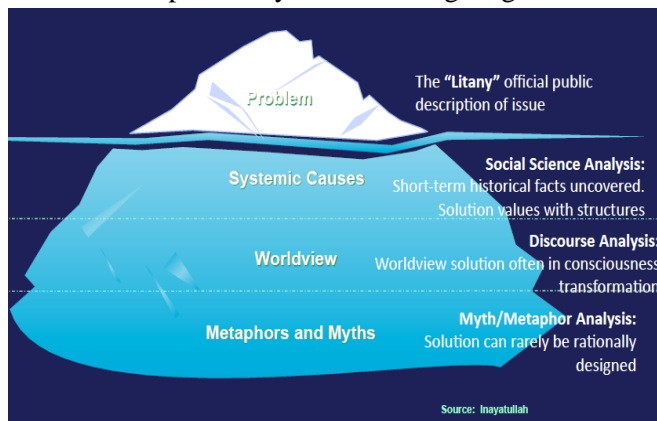 Problem
The “Litany” official public
description of issue
Systemic Causes
Social Science Analysis:
Short-term historical facts uncovered.
Solution values with structures
Worldview
Discourse Analysis:
Worldview solution often in consciousness
transformation
Metaphors and Myths
Myth/Metaphor Analysis:
Solution can rarely be rationally
designed
Source: Inayatullah